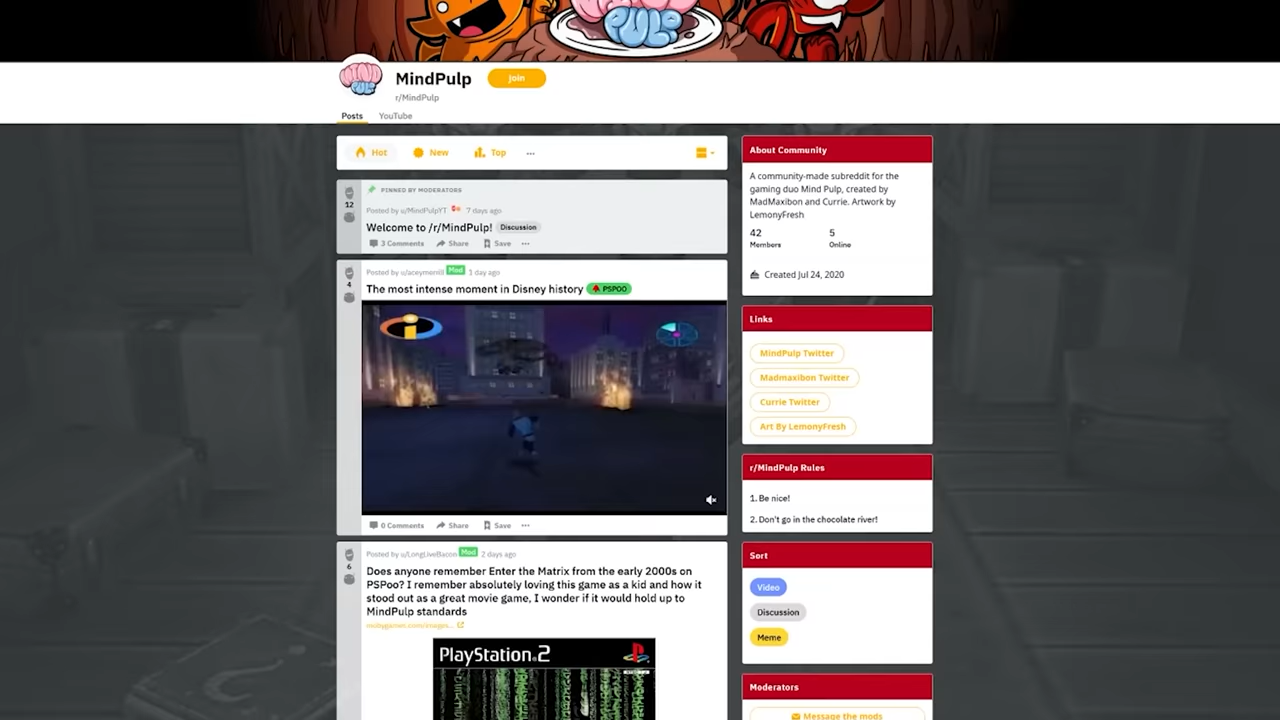 PULP
MIND
PULP
MindPulp
Join
r/MindPulp
Posts
YouTube
Hot
New
Top
PINNED BY MODERATORS
12
Posted by u/MindPulpYT 7 days ago
Welcome to /r/MindPulp! Discussion
3 Comments
Share
Save
Posted by u/aceymerrill Mod 1 day ago
4
The most intense moment in Disney history PSPOO
0 Comments
Share
Save
Posted by u/LongLiveBacon Mod 2 days ago
6
Does anyone remember Enter the Matrix from the early 2000s on
PSPoo? I remember absolutely loving this game as a kid and how it
stood out as a great movie game, I wonder if it would hold up to
MindPulp standards
mobygames.com/images...
PlayStation.2
About Community
A community-made subreddit for the
gaming duo Mind Pulp, created by
MadMaxibon and Currie. Artwork by
LemonyFresh
42
5
Members
Online
Created Jul 24, 2020
Links
MindPulp Twitter
Madmaxibon Twitter
Currie Twitter
Art By LemonyFresh
r/MindPulp Rules
1. Be nice!
2. Don't go in the chocolate river!
Sort
Video
Discussion
Meme
Moderators
Message the mods